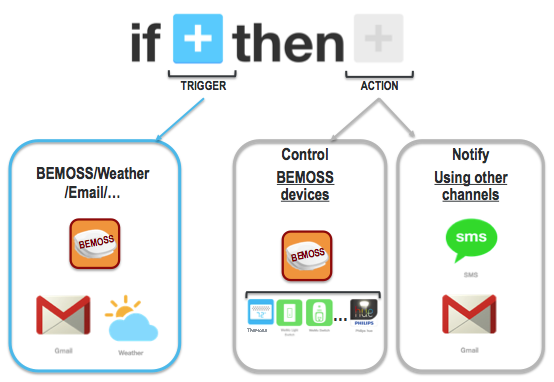 if + then +
TRIGGER
ACTION
BEMOSS/Weather
/Email/...
BEMOSS
Gmail
Weather
Control
BEMOSS
devices
BEMOSS
...
hue
PHILIPS
Notify
Using other
channels
sms
SMS
Gmail